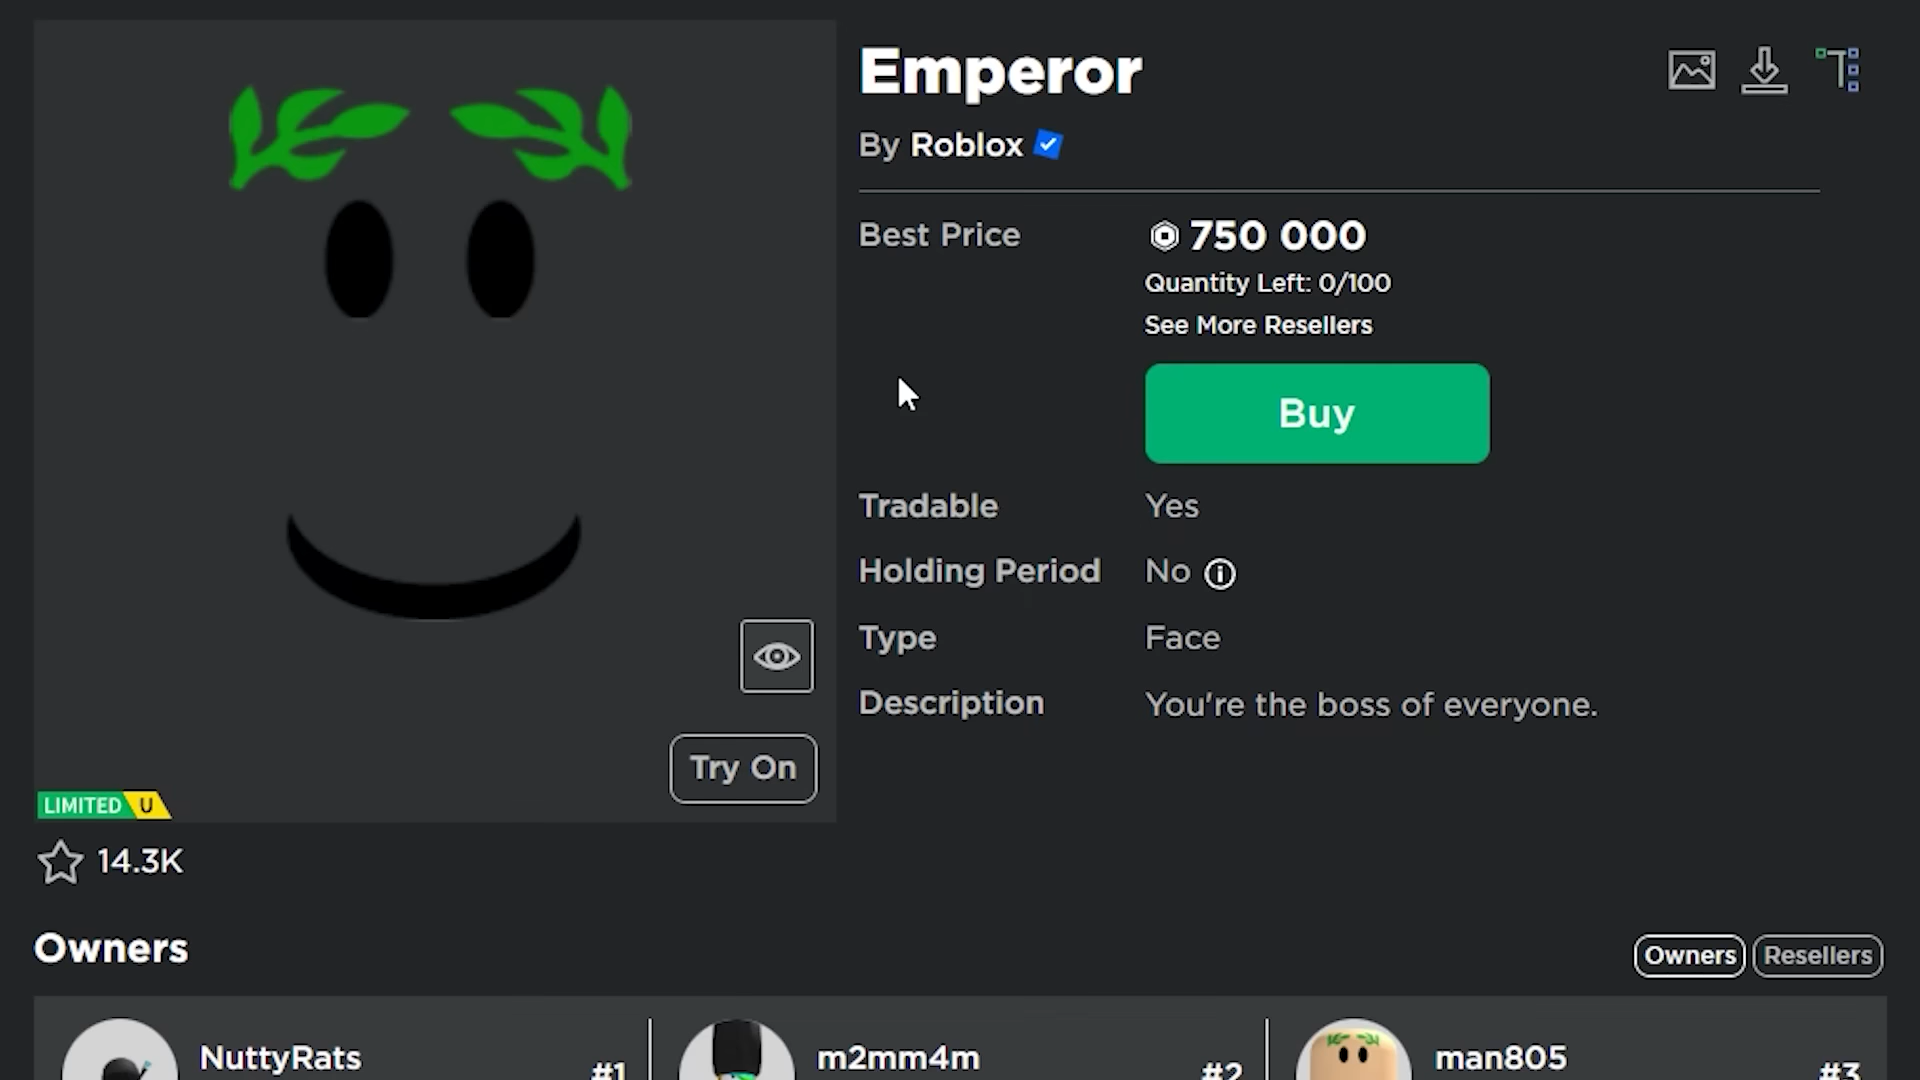 Emperor
By Roblox
Best Price
750 000
Quantity Left: 0/100
See More Resellers
Buy
Tradable
Yes
Holding Period
No
Type
Face
Description
You're the boss of everyone.
Try On
LIMITED U
14.3K
Owners
Owners
Resellers
NuttyRats
#1
m2mm4m
#2
man805
#3